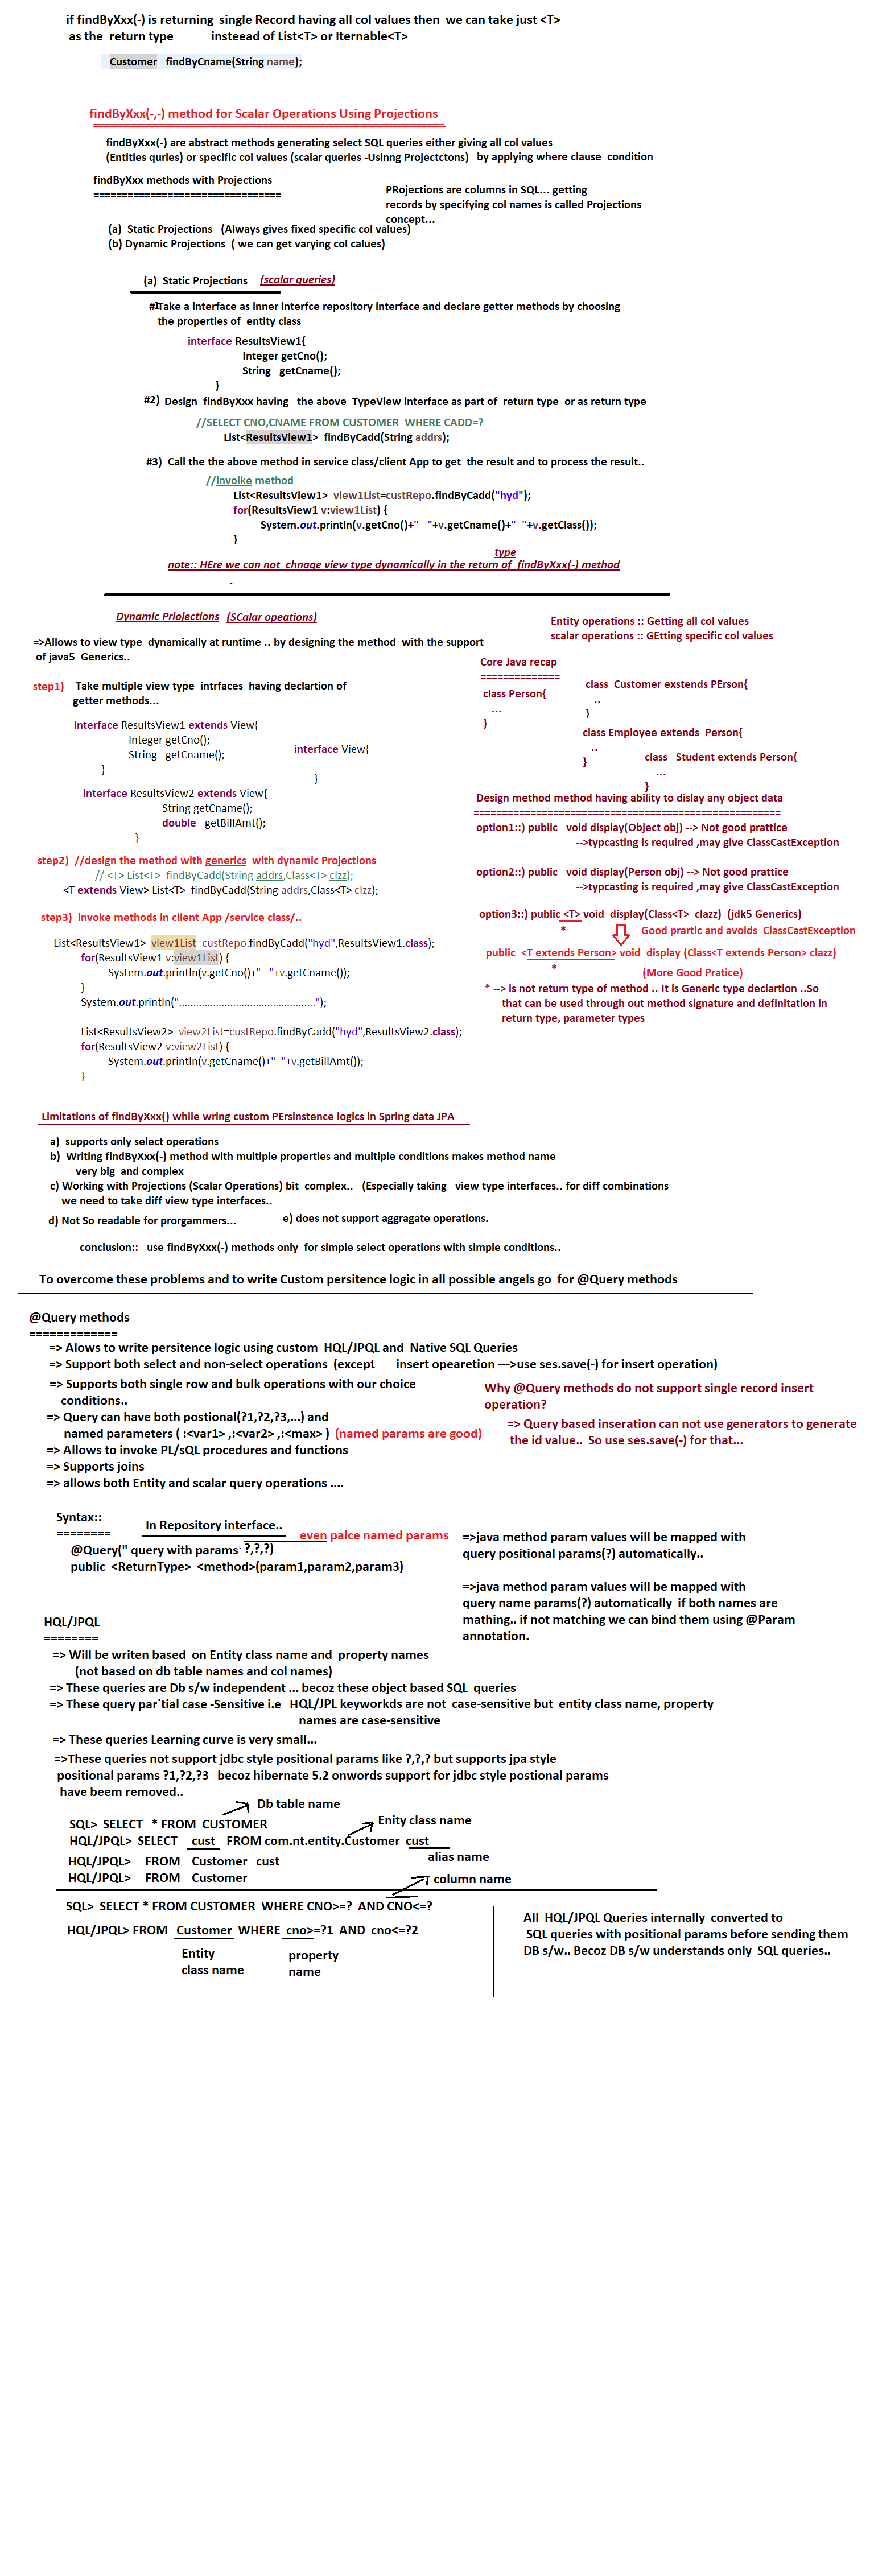 if findByXxx(-) is returning single Record having all col values then we can take just <T>
as the return type insteead of List<T> or Iternable<T>
Customer findByCname(String name);
findByXxx(-,-) method for Scalar Operations Using Projections
findByXxx(-) are abstract methods generating select SQL queries either giving all col values
(Entities quries) or specific col values (scalar queries -Usinng Projectctons) by applying where clause condition
findByXxx methods with Projections
=================================
PRojections are columns in SQL... getting
records by specifying col names is called Projections
concept...
(a) Static Projections (Always gives fixed specific col values)
(b) Dynamic Projections ( we can get varying col calues)
(a) Static Projections (scalar queries)
#1Take a interface as inner interfce repository interface and declare getter methods by choosing
the properties of entity class
interface ResultsView1{
Integer getCno();
String getCname();
}
#2) Design findByXxx having the above TypeView interface as part of return type or as return type
//SELECT CNO,CNAME FROM CUSTOMER WHERE CADD=?
List<ResultsView1> findByCadd(String addrs);
#3) Call the the above method in service class/client App to get the result and to process the result..
//invoike method
List<ResultsView1> view1List=custRepo.findByCadd("hyd");
for(ResultsView1 v:view1List) {
System.out.println(v.getCno()+" "+v.getCname()+" "+v.getClass());
}
type
note:: HEre we can not chnage view type dynamically in the return of findByXxx(-) method
Dynamic Priojections (SCalar opeations)
Entity operations :: Getting all col values
scalar operations :: GEtting specific col values
=>Allows to view type dynamically at runtime .. by designing the method with the support
of java5 Generics..
step1) Take multiple view type intrfaces having declartion of
getter methods...
interface ResultsView1 extends View{
Integer getCno();
String getCname();
}
interface View{
}
interface ResultsView2 extends View{
String getCname();
double getBillAmt();
}
step2) //design the method with generics with dynamic Projections
// <T> List<T> findByCadd(String addrs,Class<T> clzz);
<T extends View> List<T> findByCadd(String addrs,Class<T> clzz);
step3) invoke methods in client App /service class/..
List<ResultsView1> view1List=custRepo.findByCadd("hyd",ResultsView1.class);
for(ResultsView1 v:view1List) {
System.out.println(v.getCno()+" "+v.getCname());
}
System.out.println("................................................");
List<ResultsView2> view2List=custRepo.findByCadd("hyd",ResultsView2.class);
for(ResultsView2 v:view2List) {
System.out.println(v.getCname()+" "+v.getBillAmt());
}
Core Java recap
==============
class Person{
...
}
class Customer exstends PErson{
..
}
class Employee extends Person{
..
}
class Student extends Person{
...
}
Design method method having ability to dislay any object data
======================================================
option1::) public void display(Object obj) --> Not good prattice
-->typcasting is required ,may give ClassCastException
option2::) public void display(Person obj) --> Not good prattice
-->typcasting is required ,may give ClassCastException
option3::) public <T> void display(Class<T> clazz) (jdk5 Generics)
* Good partic and avoids ClassCastException
public <T extends Person> void display (Class<T extends Person> clazz)
* (More Good Pratice)
* --> is not return type of method .. It is Generic type declartion ..So
that can be used through out method signature and definitation in
return type, parameter types
Limitations of findByXxx() while wring custom PErsinstence logics in Spring data JPA
a) supports only select operations
b) Writing findByXxx(-) method with multiple properties and multiple conditions makes method name
very big and complex
c) Working with Projections (Scalar Operations) bit complex.. (Especially taking view type interfaces.. for diff combinations
we need to take diff view type interfaces..
d) Not So readable for prorgammers... e) does not support aggragate operations.
conclusion:: use findByXxx(-) methods only for simple select operations with simple conditions..
To overcome these problems and to write Custom persitence logic in all possible angels go for @Query methods
@Query methods
=============
=> Alows to write persitence logic using custom HQL/JPQL and Native SQL Queries
=> Support both select and non-select operations (except insert opearetion --->use ses.save(-) for insert operation)
=> Supports both single row and bulk operations with our choice
conditions..
=> Query can have both postional(?1,?2,?3,...) and
named parameters ( :<var1> ,:<var2> ,:<max> ) (named params are good)
=> Allows to invoke PL/sQL procedures and functions
=> Supports joins
=> allows both Entity and scalar query operations ....
Why @Query methods do not support single record insert
operation?
=> Query based inseration can not use generators to generate
the id value.. So use ses.save(-) for that...
Syntax::
========
In Repository interface..
even palce named params
@Query(" query with params ?,?,?)
public <ReturnType> <method>(param1,param2,param3)
=>java method param values will be mapped with
query positional params(?) automatically..
=>java method param values will be mapped with
query name params(?) automatically if both names are
mathing.. if not matching we can bind them using @Param
annotation.
HQL/JPQL
========
=> Will be writen based on Entity class name and property names
(not based on db table names and col names)
=> These queries are Db s/w independent ... becoz these object based SQL queries
=> These query par tial case -Sensitive i.e HQL/JPL keyworkds are not case-sensitive but entity class name, property
names are case-sensitive
=> These queries Learning curve is very small...
=>These queries not support jdbc style positional params like ?,?,? but supports jpa style
positional params ?1,?2,?3 becoz hibernate 5.2 onwords support for jdbc style postional params
have beem removed..
Db table name
SQL> SELECT * FROM CUSTOMER
Enity class name
HQL/JPQL> SELECT cust FROM com.nt.entity.Customer cust
alias name
HQL/JPQL> FROM Customer cust
HQL/JPQL> FROM Customer
column name
SQL> SELECT * FROM CUSTOMER WHERE CNO>=? AND CNO<=?
HQL/JPQL> FROM Customer WHERE cno>=?1 AND cno<=?2
Entity
class name
property
name
All HQL/JPQL Queries internally converted to
SQL queries with positional params before sending them
DB s/w.. Becoz DB s/w understands only SQL queries..